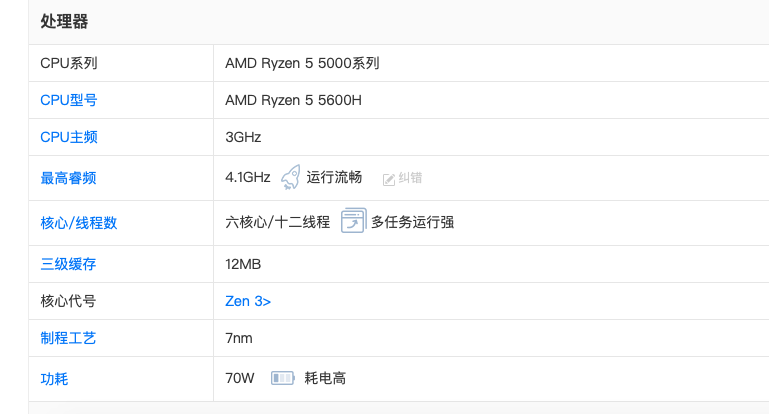 处理器
CPU系列 AMD Ryzen 5 5000系列
CPU型号 AMD Ryzen 5 5600H
CPU主频 3GHz
最高睿频 4.1GHz 运行流畅 纠错
核心/线程数 六核心/十二线程 多任务运行强
三级缓存 12MB
核心代号 Zen 3>
制程工艺 7nm
功耗 70W 耗电高